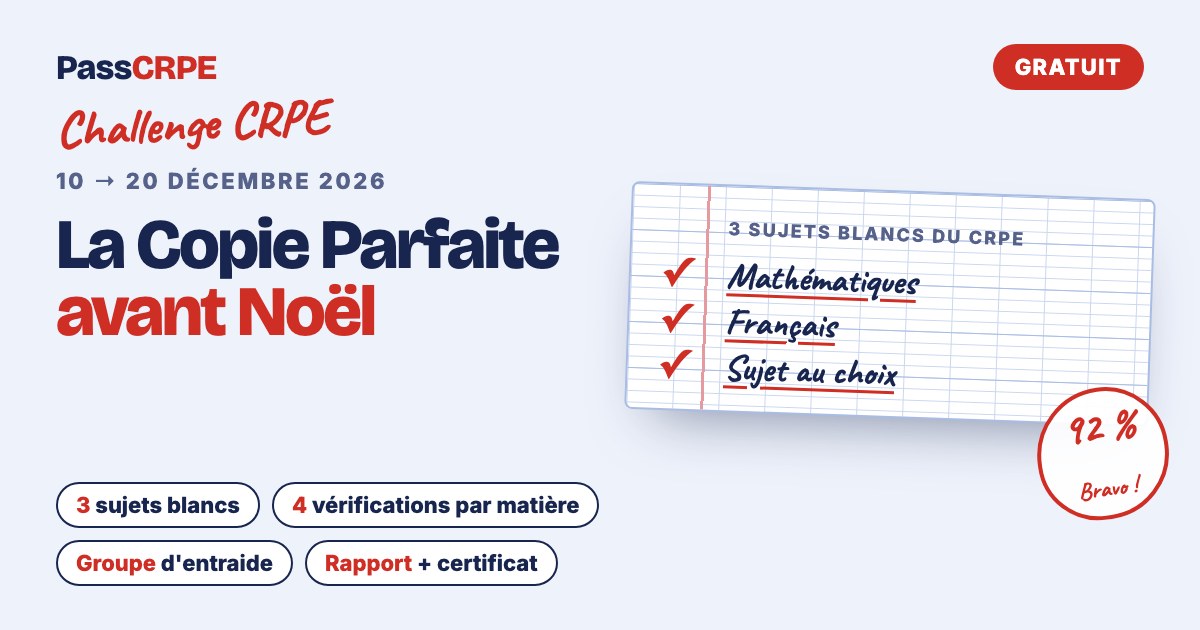 PassCRPE
GRATUIT
Challenge CRPE
10 → 20 DÉCEMBRE 2026
La Copie Parfaite
avant Noël
3 SUJETS BLANCS DU CRPE
✓ Mathématiques
✓ Français
✓ Sujet au choix
92 %
Bravo !
3 sujets blancs
4 vérifications par matière
Groupe d'entraide
Rapport + certificat